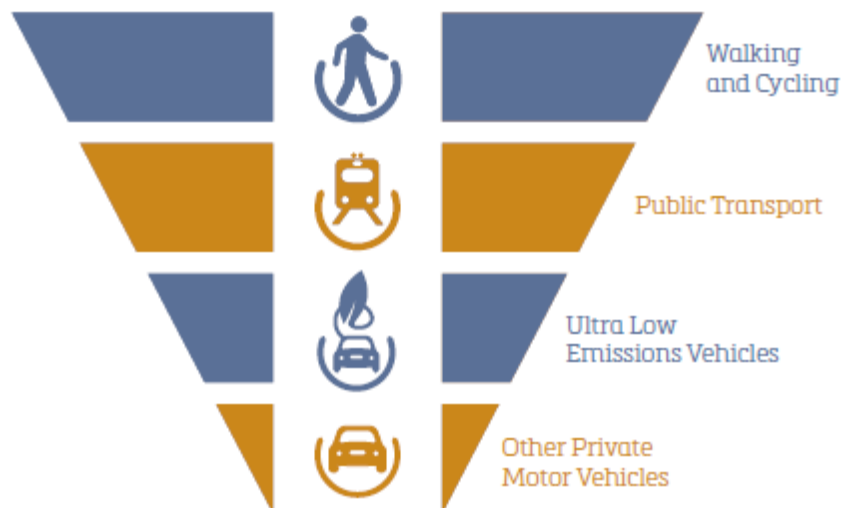 Walking
and Cycling
Public Transport
Ultra Low
Emissions Vehicles
Other Private
Motor Vehicles